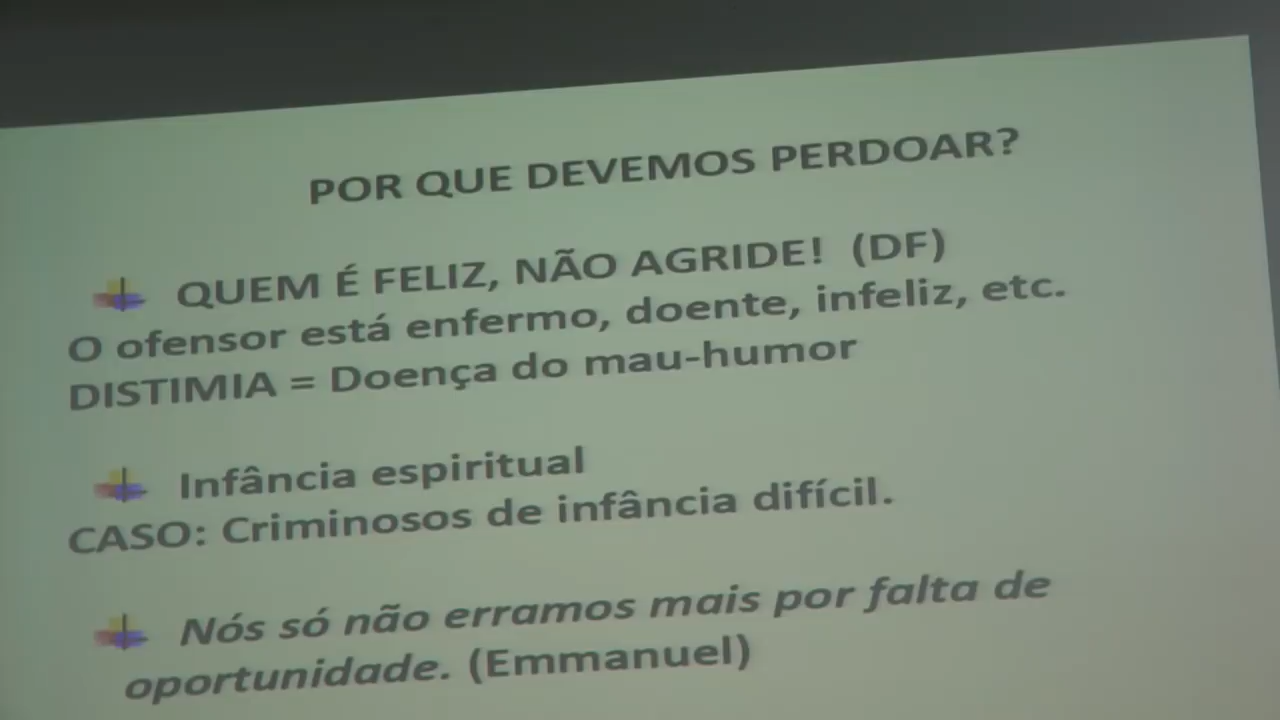 POR QUE DEVEMOS PERDOAR?
QUEM É FELIZ, NÃO AGRIDE! (DF)
O ofensor está enfermo, doente, infeliz, etc.
DISTIMIA = Doença do mau-humor
Infância espiritual
CASO: Criminosos de infância difícil.
Nós só não erramos mais por falta de
oportunidade. (Emmanuel)